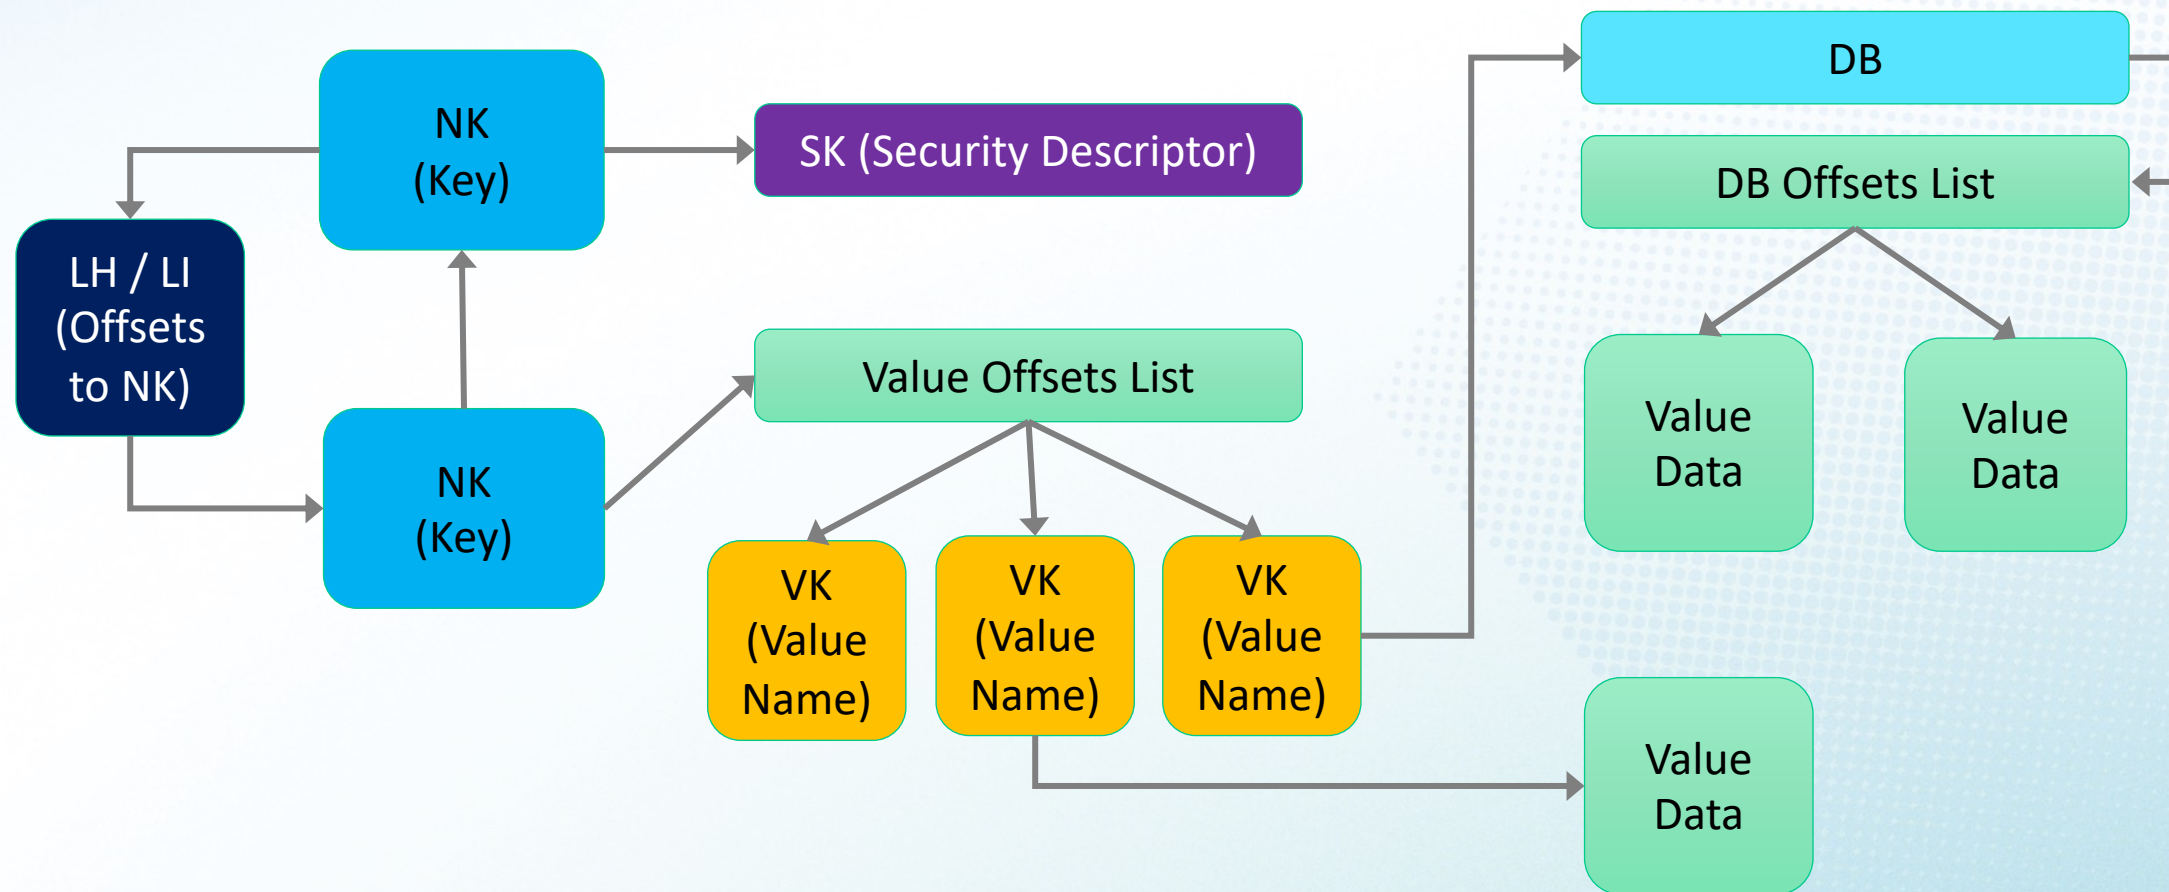 NK
(Key)
SK (Security Descriptor)
LH / LI
(Offsets
to NK)
NK
(Key)
Value Offsets List
VK
(Value
Name)
VK
(Value
Name)
VK
(Value
Name)
DB
DB Offsets List
Value
Data
Value
Data
Value
Data